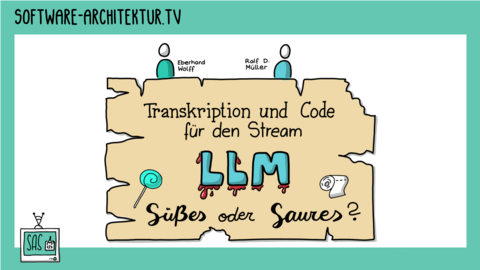 SOFTWARE-ARCHITEKTUR.TV
Eberhard
Wolff
Ralf D.
Müller
Transkription und Code
für den Stream
LLM
Süßes oder Saures?
SAS